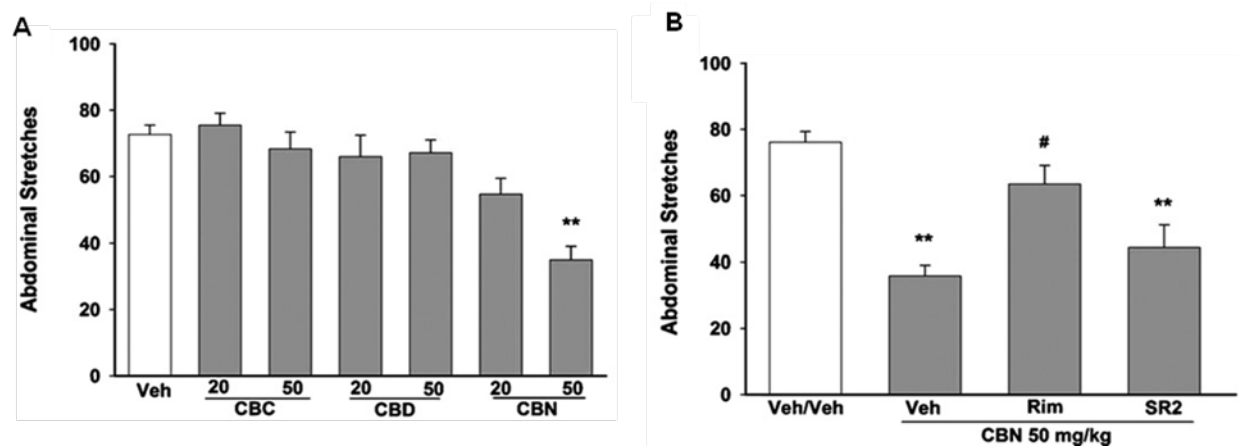 A
Abdominal Stretches
100
80
60
40
20
0
**
Veh 20 50 20 50 20 50
CBC CBD CBN
B
Abdominal Stretches
100
80
60
40
20
0
**
#
**
Veh/Veh Veh Rim SR2
CBN 50 mg/kg